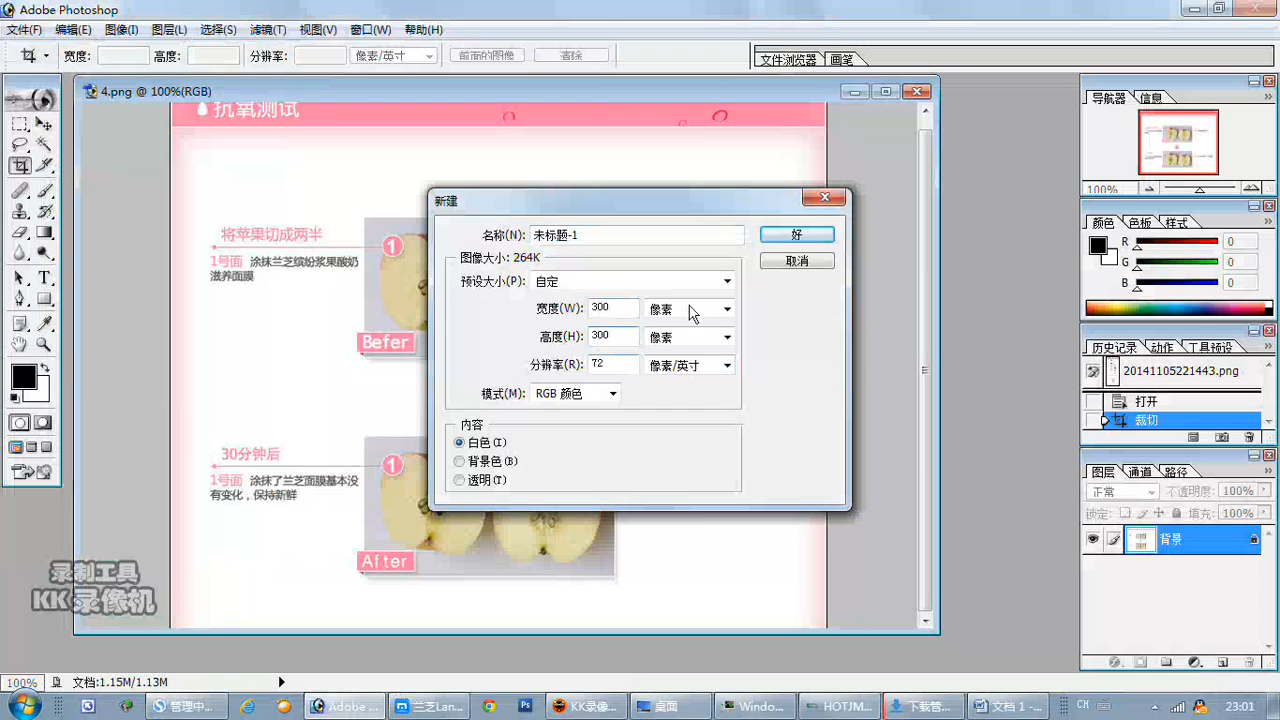 Adobe Photoshop
文件(F) 编辑(E) 图像(I) 图层(L) 选择(S) 滤镜(T) 视图(V) 窗口(W) 帮助(H)
宽度: 高度: 分辨率: 像素/英寸 前面的图像 清除 文件浏览器 画笔
4.png @ 100%(RGB)
抗氧测试
将苹果切成两半
1号面 涂抹兰芝缤纷浆果酸奶
滋养面膜
1
Befer
30分钟后
1号面 涂抹了兰芝面膜基本没
有变化，保持新鲜
1
After
录制工具
KK录像机
新建
名称(N): 未标题-1 好
图像大小: 264K 取消
预设大小(P): 自定
宽度(W): 300 像素
高度(H): 300 像素
分辨率(R): 72 像素/英寸
模式(M): RGB 颜色
内容
白色(I)
背景色(B)
透明(T)
导航器 信息
100%
颜色 色板 样式
R 0
G 0
B 0
历史记录 动作 工具预设
20141105221443.png
打开
裁切
图层 通道 路径
正常 不透明度: 100%
锁定: 填充: 100%
背景
100% 文档:1.15M/1.13M
管理中... Adobe ... 兰芝Lan... KK录像... 桌面 Windo... HOTJM... 下载管... 文档 1 -... CH 23:01